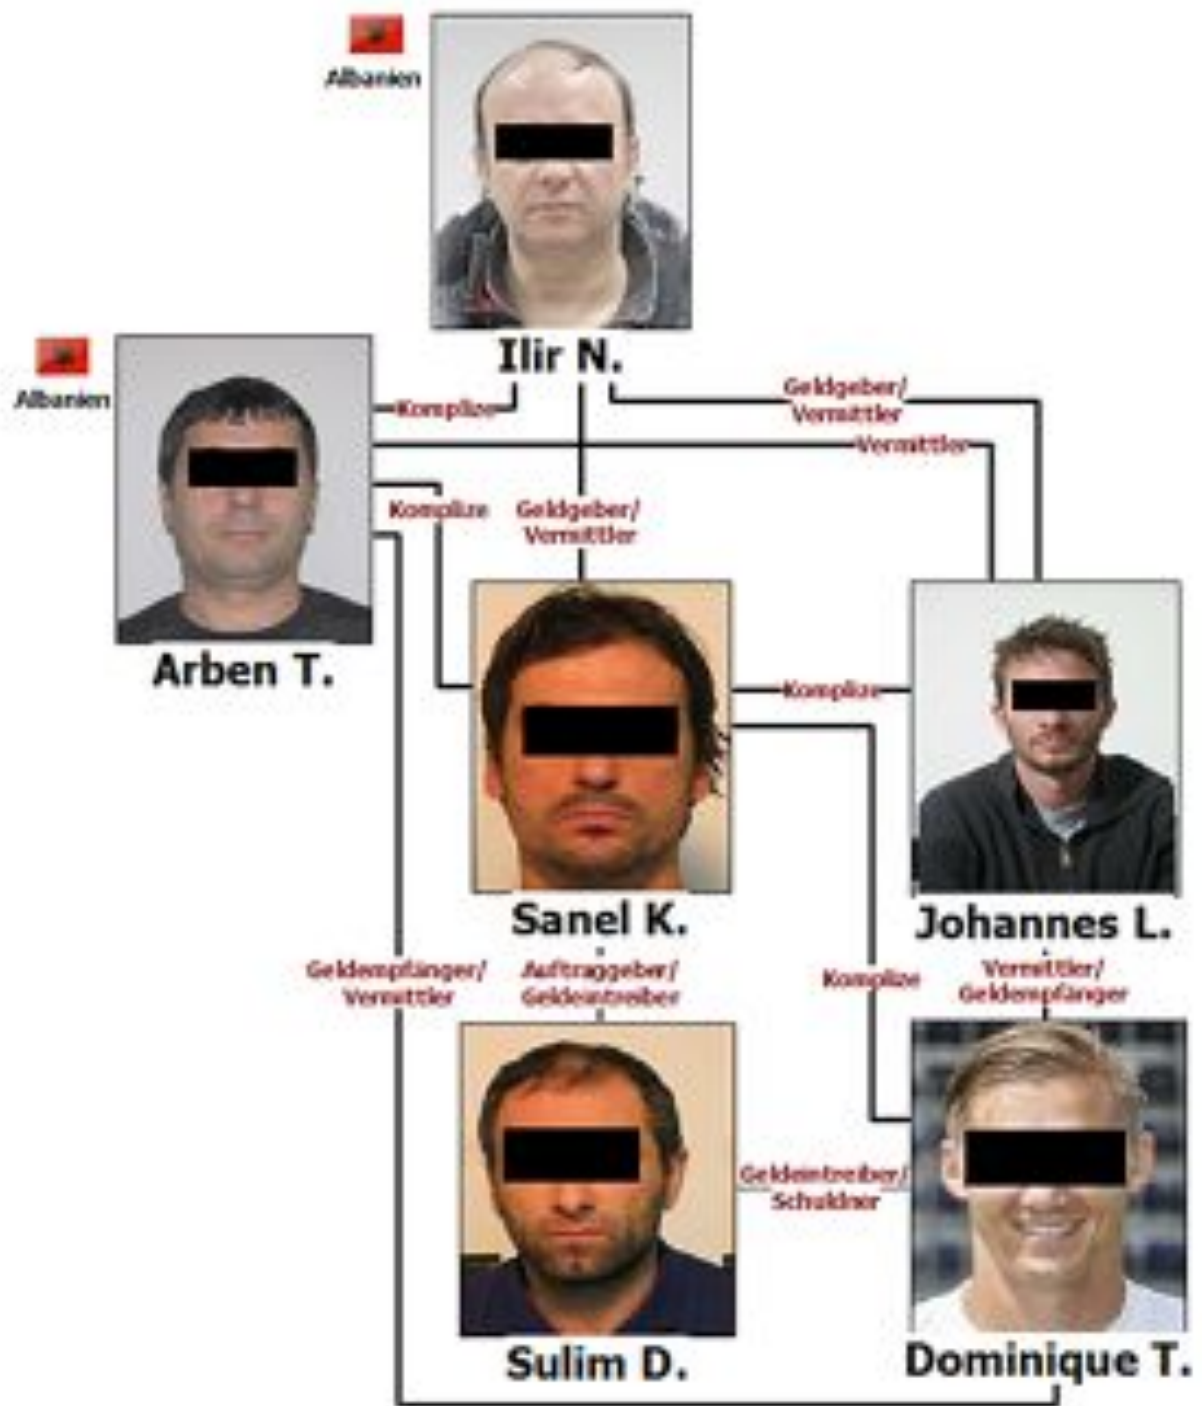 Albanien
Ilir N.
Albanien
Komplize
Geldgeber/
Vermittler
Vermittler
Komplize
Geldgeber/
Vermittler
Arben T.
Komplize
Sanel K.
Johannes L.
Geldempfänger/
Vermittler
Auftraggeber/
Geldeintreiber
Komplize
Vermittler/
Geldempfänger
Geldeintreiber/
Schuldner
Sulim D.
Dominique T.